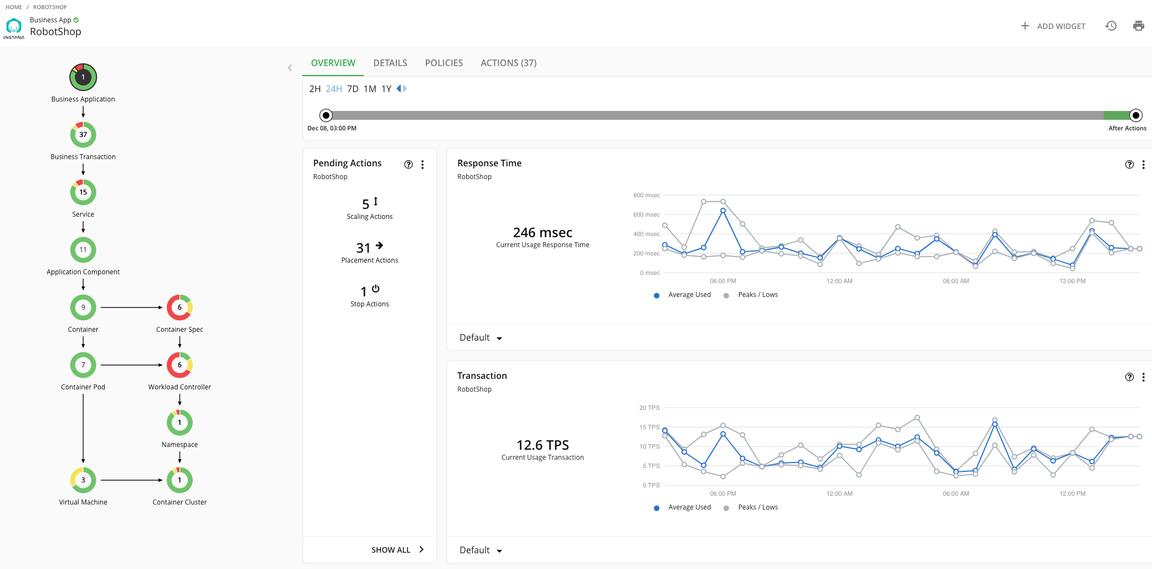 HOME / ROBOTSHOP
INSTANA
Business App
RobotShop
ADD WIDGET
1
Business Application
37
Business Transaction
15
Service
11
Application Component
9
Container
6
Container Spec
7
Container Pod
6
Workload Controller
1
Namespace
3
Virtual Machine
1
Container Cluster
OVERVIEW DETAILS POLICIES ACTIONS (37)
2H 24H 7D 1M 1Y
Dec 08, 03:00 PM
After Actions
Pending Actions
RobotShop
5
Scaling Actions
31
Placement Actions
1
Stop Actions
SHOW ALL
Response Time
RobotShop
246 msec
Current Usage Response Time
800 msec
600 msec
400 msec
200 msec
0 msec
06:00 PM 12:00 AM 06:00 AM 12:00 PM
Average Used Peaks / Lows
Default
Transaction
RobotShop
12.6 TPS
Current Usage Transaction
20 TPS
15 TPS
10 TPS
5 TPS
0 TPS
06:00 PM 12:00 AM 06:00 AM 12:00 PM
Average Used Peaks / Lows
Default